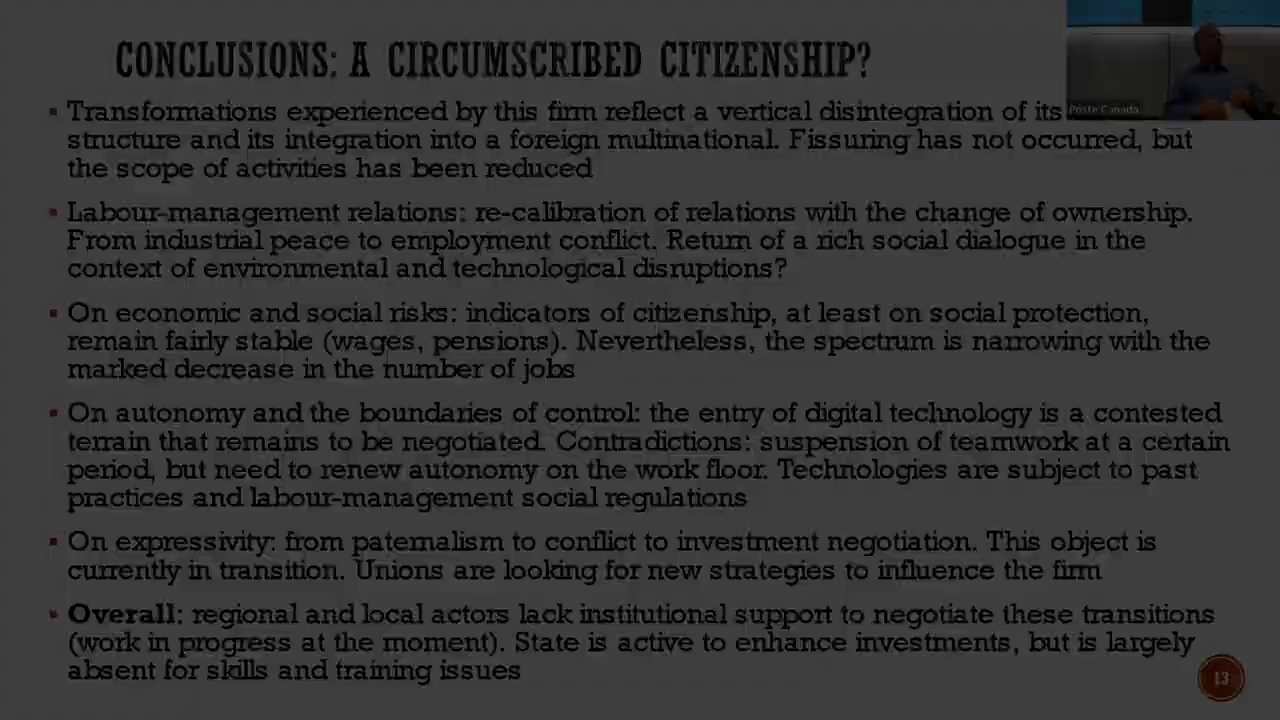 CONCLUSIONS: A CIRCUMSCRIBED CITIZENSHIP?
▪ Transformations experienced by this firm reflect a vertical disintegration of its
structure and its integration into a foreign multinational. Fissuring has not occurred, but
the scope of activities has been reduced
▪ Labour-management relations: re-calibration of relations with the change of ownership.
From industrial peace to employment conflict. Return of a rich social dialogue in the
context of environmental and technological disruptions?
▪ On economic and social risks: indicators of citizenship, at least on social protection,
remain fairly stable (wages, pensions). Nevertheless, the spectrum is narrowing with the
marked decrease in the number of jobs
▪ On autonomy and the boundaries of control: the entry of digital technology is a contested
terrain that remains to be negotiated. Contradictions: suspension of teamwork at a certain
period, but need to renew autonomy on the work floor. Technologies are subject to past
practices and labour-management social regulations
▪ On expressivity: from paternalism to conflict to investment negotiation. This object is
currently in transition. Unions are looking for new strategies to influence the firm
▪ Overall: regional and local actors lack institutional support to negotiate these transitions
(work in progress at the moment). State is active to enhance investments, but is largely
absent for skills and training issues
Poste Canada
13